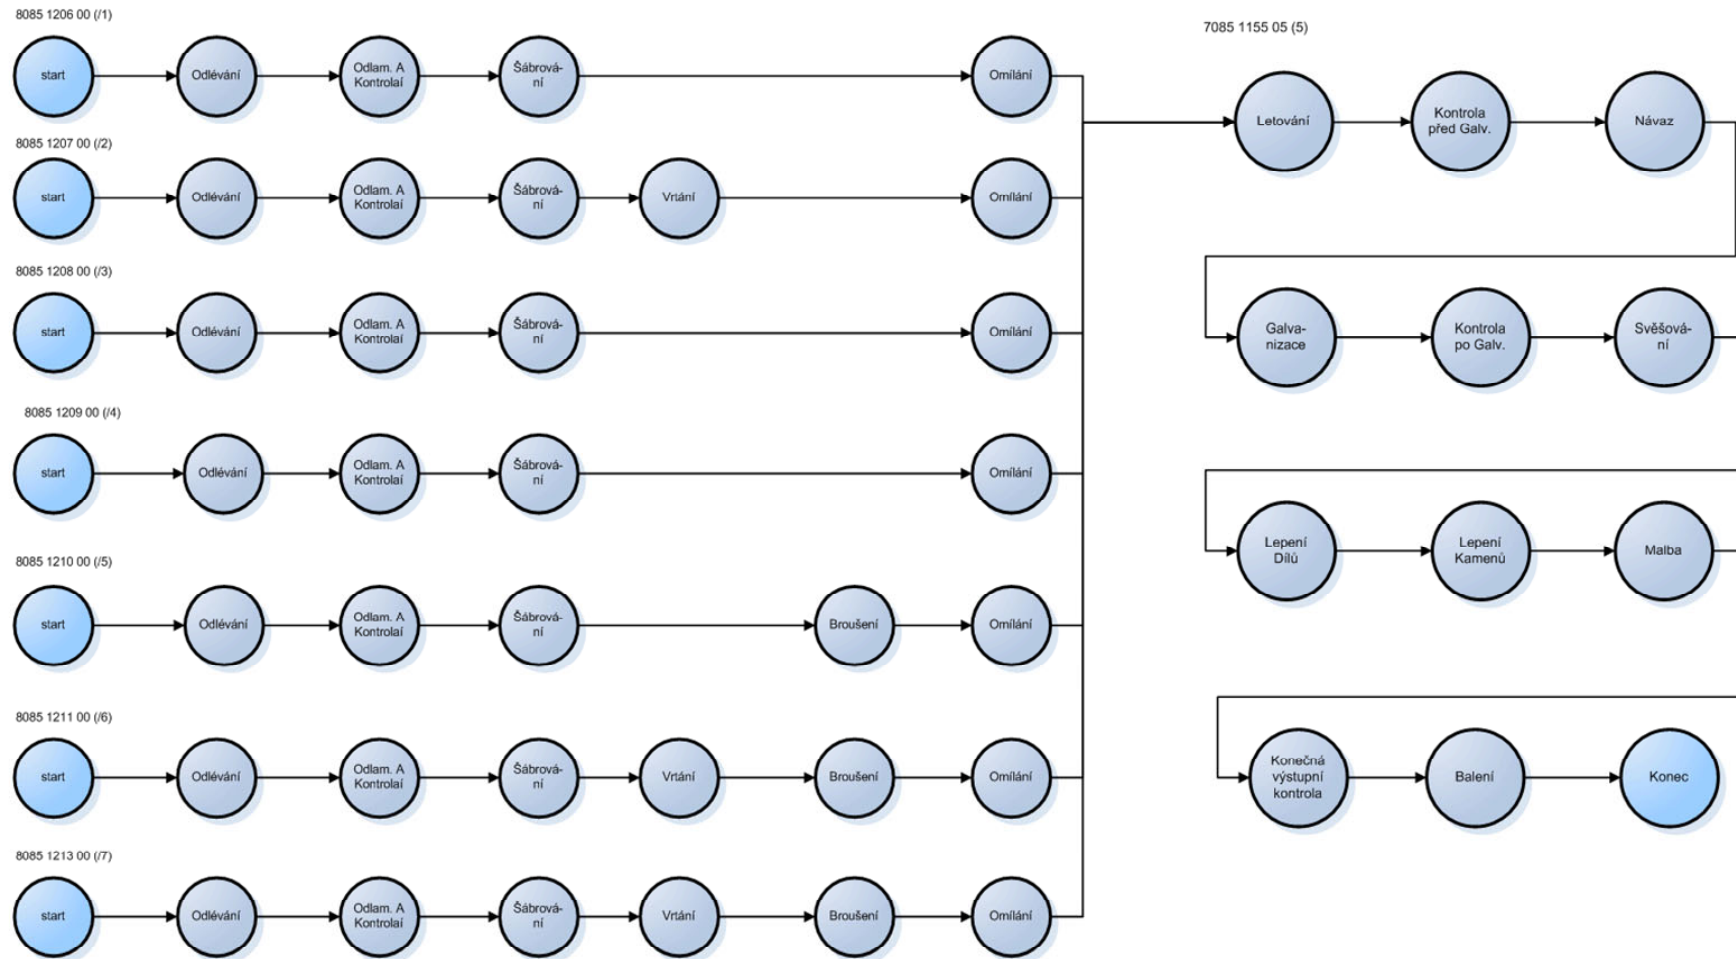 8085 1206 00 (/1)
start
Odlévání
Odlam. A
Kontrolaí
Šábrová-
ní
Omílání
8085 1207 00 (/2)
start
Odlévání
Odlam. A
Kontrolaí
Šábrová-
ní
Vrtání
Omílání
8085 1208 00 (/3)
start
Odlévání
Odlam. A
Kontrolaí
Šábrová-
ní
Omílání
8085 1209 00 (/4)
start
Odlévání
Odlam. A
Kontrolaí
Šábrová-
ní
Omílání
8085 1210 00 (/5)
start
Odlévání
Odlam. A
Kontrolaí
Šábrová-
ní
Broušení
Omílání
8085 1211 00 (/6)
start
Odlévání
Odlam. A
Kontrolaí
Šábrová-
ní
Vrtání
Broušení
Omílání
8085 1213 00 (/7)
start
Odlévání
Odlam. A
Kontrolaí
Šábrová-
ní
Vrtání
Broušení
Omílání
7085 1155 05 (5)
Letování
Kontrola
před Galv.
Návaz
Galva-
nizace
Kontrola
po Galv.
Svěšová-
ní
Lepení
Dílů
Lepení
Kamenů
Malba
Konečná
výstupní
kontrola
Balení
Konec